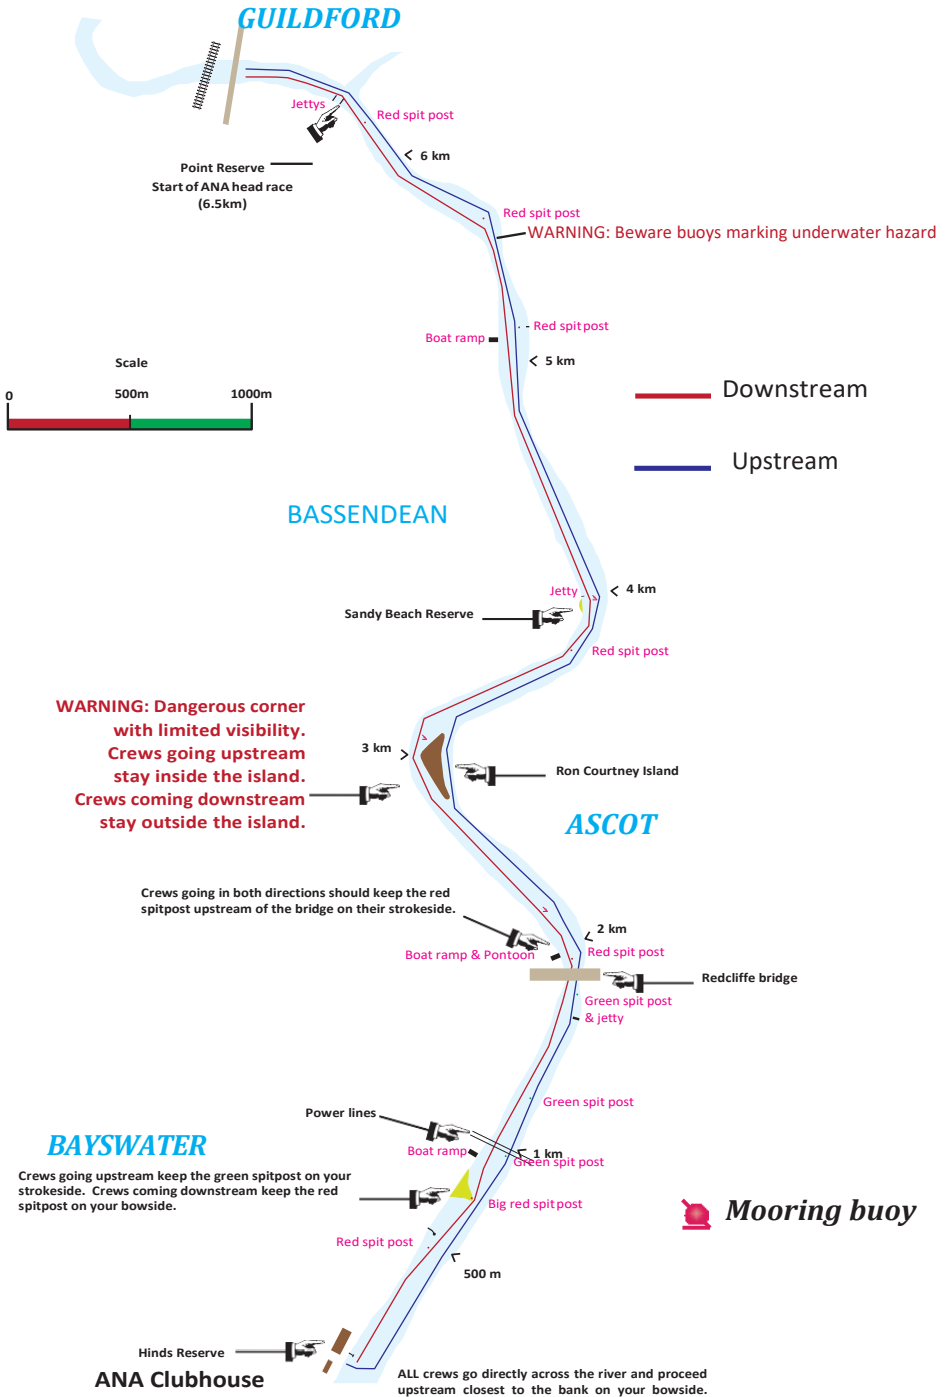 GUILDFORD
Jettys
Red spit post
6 km
Point Reserve
Start of ANA head race
(6.5km)
Red spit post
WARNING: Beware buoys marking underwater hazard
Red spit post
Boat ramp
5 km
Scale
0
500m
1000m
Downstream
Upstream
BASSENDEAN
Jetty
4 km
Sandy Beach Reserve
Red spit post
WARNING: Dangerous corner
with limited visibility.
Crews going upstream
stay inside the island.
Crews coming downstream
stay outside the island.
3 km
Ron Courtney Island
ASCOT
Crews going in both directions should keep the red
spitpost upstream of the bridge on their strokeside.
2 km
Boat ramp & Pontoon
Red spit post
Redcliffe bridge
Green spit post
& jetty
Green spit post
Power lines
BAYSWATER
Boat ramp
1 km
Green spit post
Crews going upstream keep the green spitpost on your
strokeside. Crews coming downstream keep the red
spitpost on your bowside.
Big red spit post
Mooring buoy
Red spit post
500 m
Hinds Reserve
ANA Clubhouse
ALL crews go directly across the river and proceed
upstream closest to the bank on your bowside.